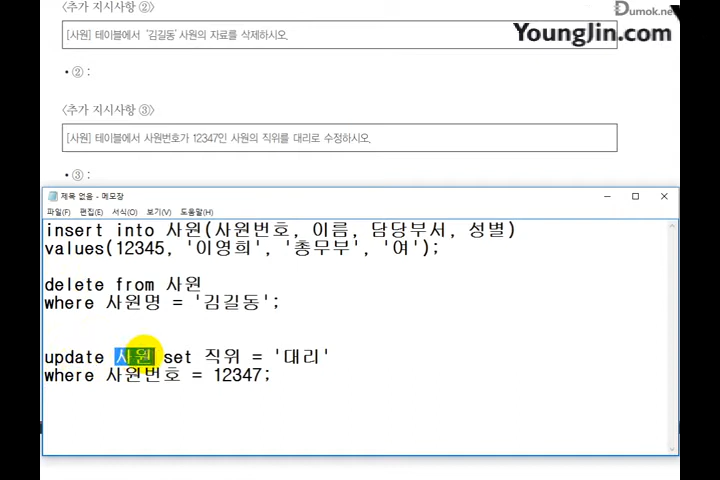 〈추가 지시사항 ②〉
Dumok.ne
YoungJin.com
[사원] 테이블에서 '김길동' 사원의 자료를 삭제하시오.
• ② :
〈추가 지시사항 ③〉
[사원] 테이블에서 사원번호가 12347인 사원의 직위를 대리로 수정하시오.
• ③ :
제목 없음 - 메모장
파일(F) 편집(E) 서식(O) 보기(V) 도움말(H)
insert into 사원(사원번호, 이름, 담당부서, 성별)
values(12345, '이영희', '총무부', '여');
delete from 사원
where 사원명 = '김길동';
update 사원 set 직위 = '대리'
where 사원번호 = 12347;